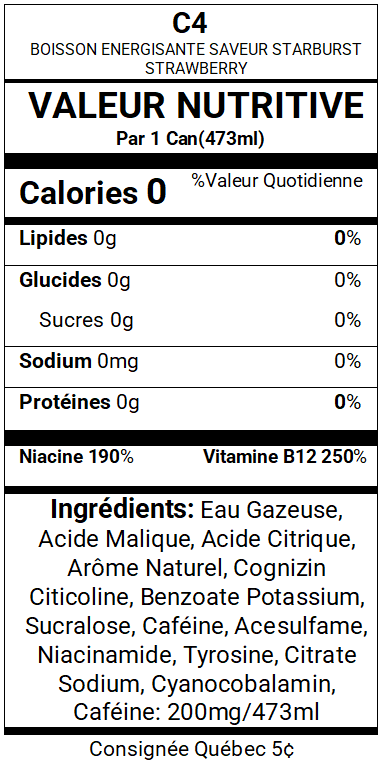 C4
BOISSON ENERGISANTE SAVEUR STARBURST
STRAWBERRY
VALEUR NUTRITIVE
Par 1 Can(473ml)
Calories 0 %Valeur Quotidienne
Lipides 0g 0%
Glucides 0g 0%
Sucres 0g 0%
Sodium 0mg 0%
Protéines 0g 0%
Niacine 190% Vitamine B12 250%
Ingrédients: Eau Gazeuse,
Acide Malique, Acide Citrique,
Arôme Naturel, Cognizin
Citicoline, Benzoate Potassium,
Sucralose, Caféine, Acesulfame,
Niacinamide, Tyrosine, Citrate
Sodium, Cyanocobalamin,
Caféine: 200mg/473ml
Consignée Québec 5¢